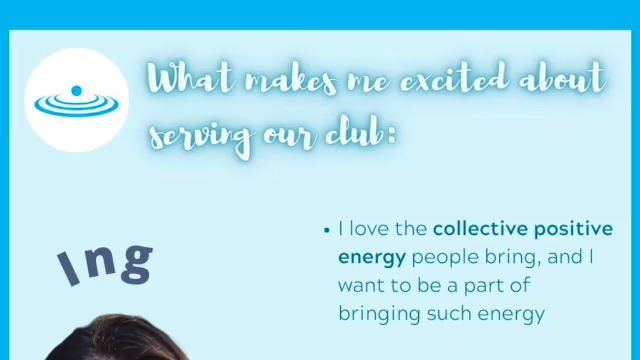 What makes me excited about
serving our club:
Ing
• I love the collective positive
energy people bring, and I
want to be a part of
bringing such energy